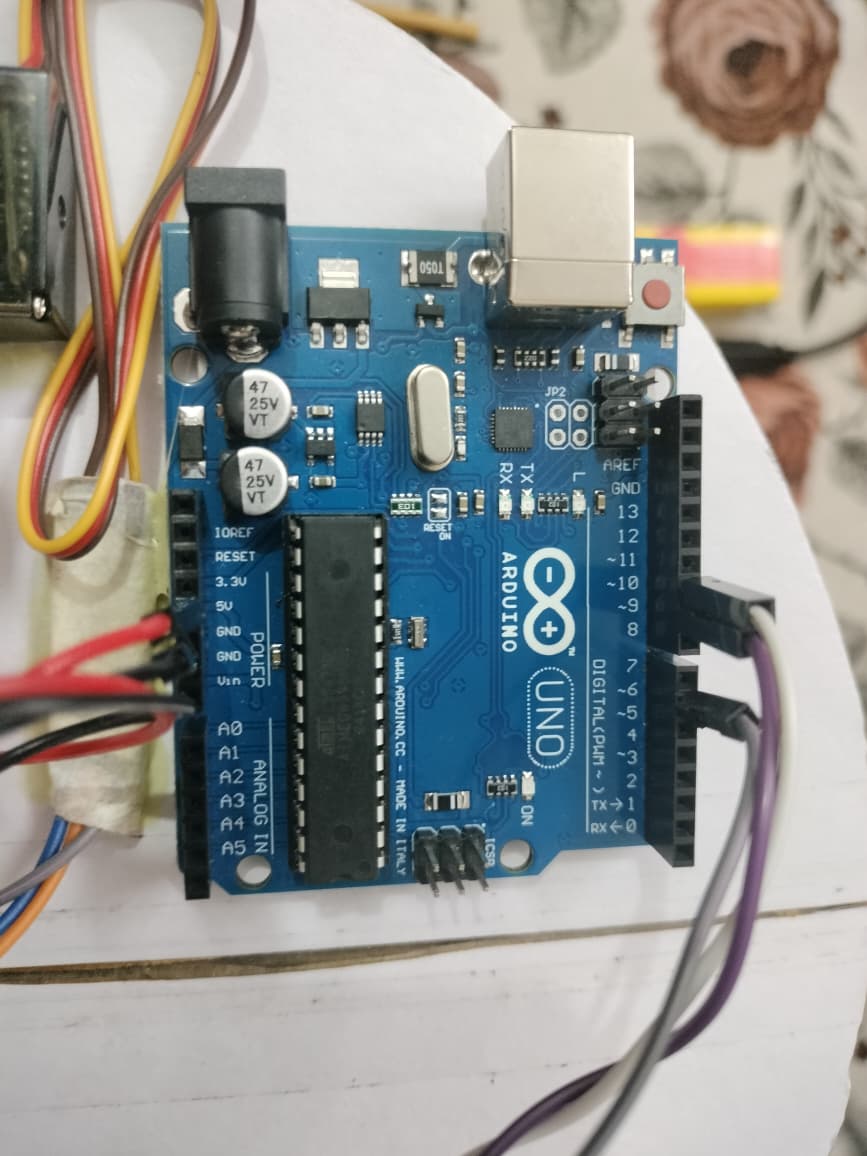 T050
47
25V
VT
47
25V
VT
JP2
RX
TX
L
E01
RESET
ON
AREF
GND
13
12
~11
~10
~9
8
7
~6
~5
4
~3
2
TX→1
RX←0
DIGITAL(PWM~)
IOREF
RESET
3.3V
5V
GND
GND
Vin
POWER
A0
A1
A2
A3
A4
A5
ANALOG IN
ARDUINO
TM
UNO
WWW.ARDUINO.CC - MADE IN ITALY
ON
ICSP